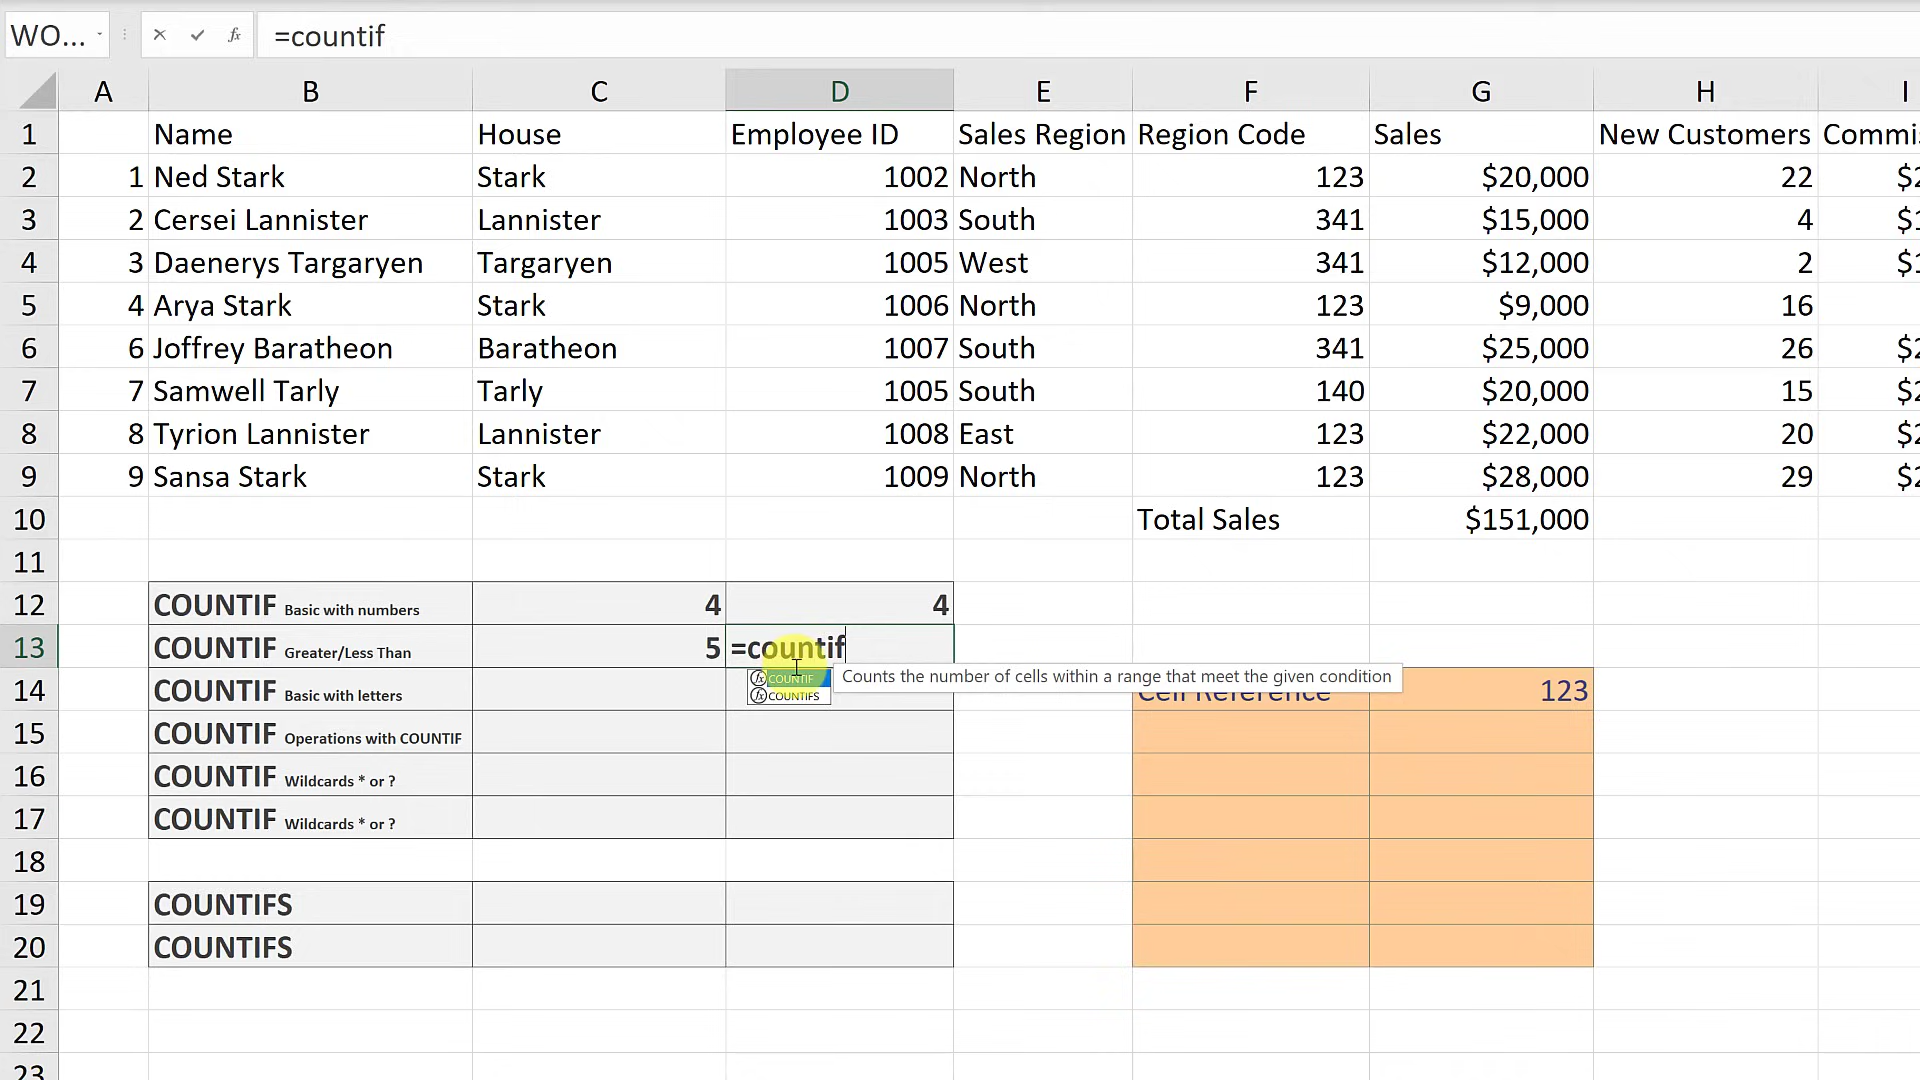 WO... =countif
A B C D E F G H I
1 Name House Employee ID Sales Region Region Code Sales New Customers Commis
2 1 Ned Stark Stark 1002 North 123 $20,000 22 $2
3 2 Cersei Lannister Lannister 1003 South 341 $15,000 4 $1
4 3 Daenerys Targaryen Targaryen 1005 West 341 $12,000 2 $1
5 4 Arya Stark Stark 1006 North 123 $9,000 16
6 6 Joffrey Baratheon Baratheon 1007 South 341 $25,000 26 $2
7 7 Samwell Tarly Tarly 1005 South 140 $20,000 15 $2
8 8 Tyrion Lannister Lannister 1008 East 123 $22,000 20 $2
9 9 Sansa Stark Stark 1009 North 123 $28,000 29 $2
10 Total Sales $151,000
11
12 COUNTIF Basic with numbers 4 4
13 COUNTIF Greater/Less Than 5 =countif
COUNTIF Counts the number of cells within a range that meet the given condition
14 COUNTIF Basic with letters COUNTIFS Cell Reference 123
15 COUNTIF Operations with COUNTIF
16 COUNTIF Wildcards * or ?
17 COUNTIF Wildcards * or ?
18
19 COUNTIFS
20 COUNTIFS
21
22
23